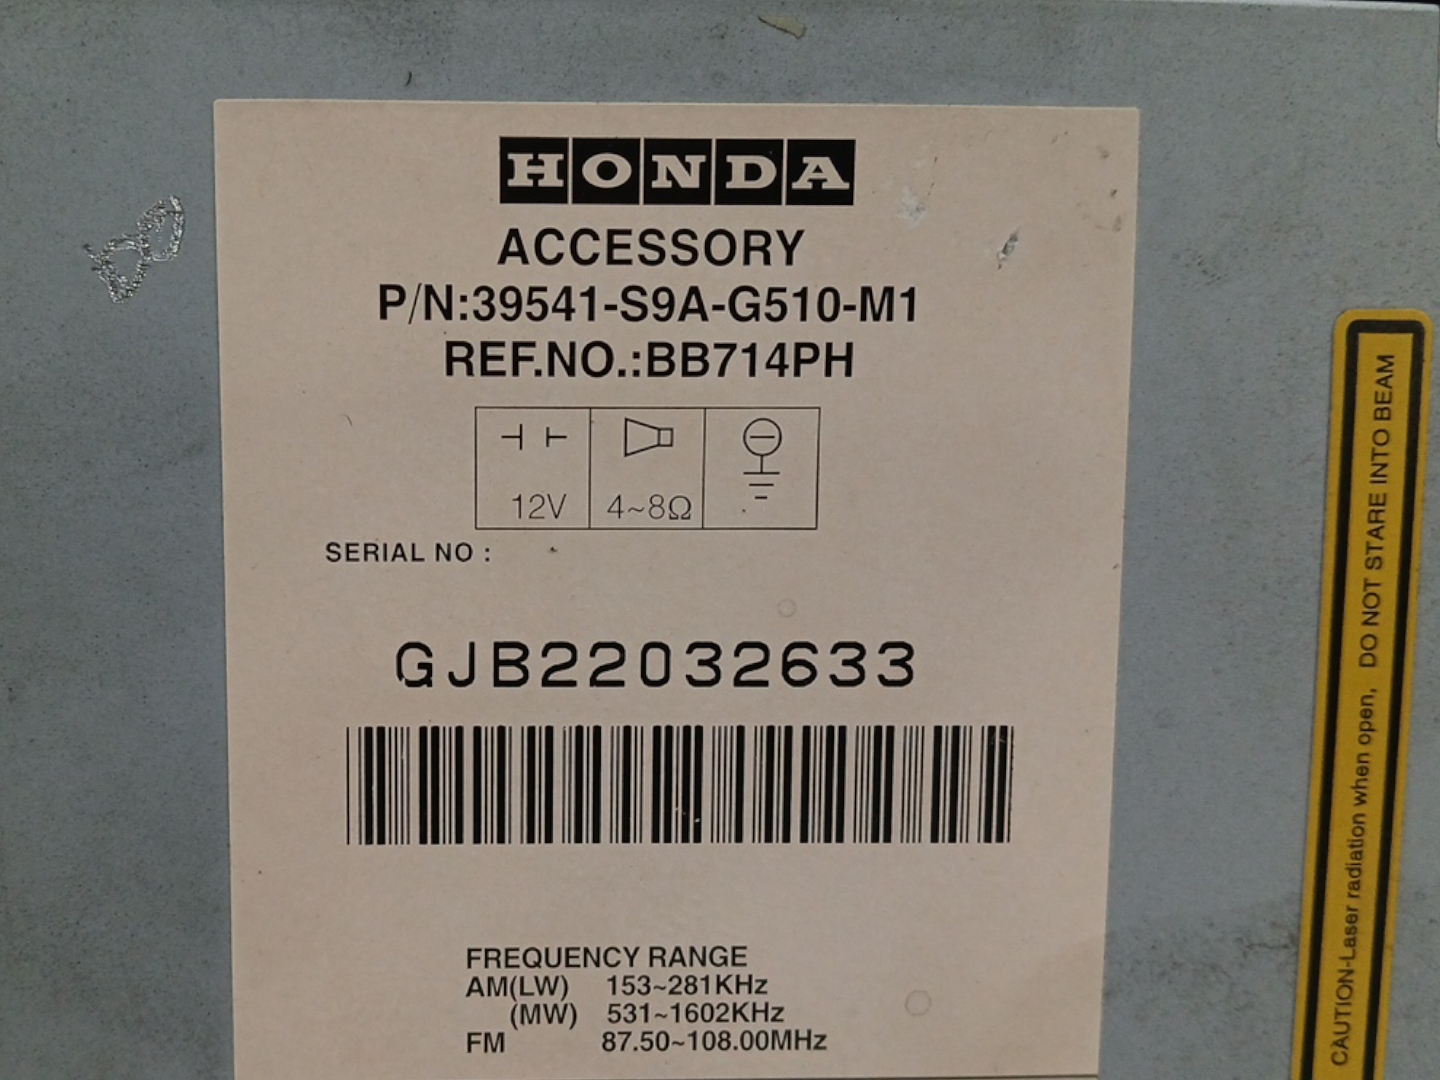 HONDA
ACCESSORY
P/N:39541-S9A-G510-M1
REF.NO.:BB714PH
12V 4~8Ω
SERIAL NO :
GJB22032633
FREQUENCY RANGE
AM(LW) 153~281KHz
(MW) 531~1602KHz
FM 87.50~108.00MHz
CAUTION-Laser radiation when open, DO NOT STARE INTO BEAM